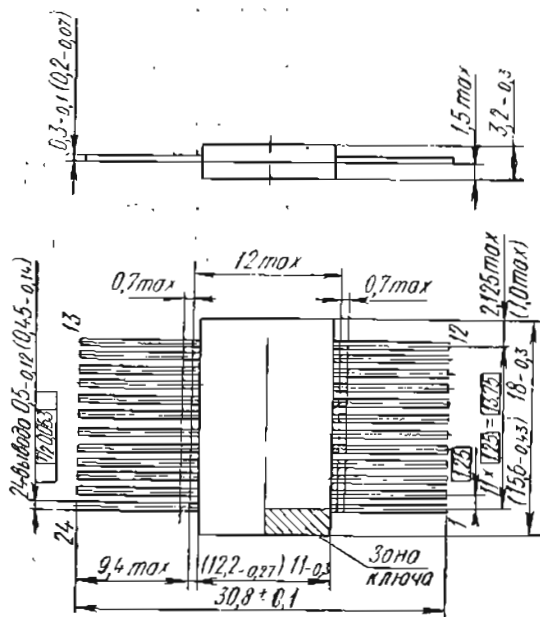 0,3-0,1 (0,2-0,07)
1,5 max
3,2-0,3
12 max
0,7 max
0,7 max
2,125 max
(1,0 max)
13
12
24 вывода 0,5-0,12 (0,45-0,14)
1,25
11× 1,25 = 13,75
18-0,3
(15,6-0,43)
24
1
Зона
ключа
9,4 max
(12,2-0,27) 11-0,3
30,8±0,1